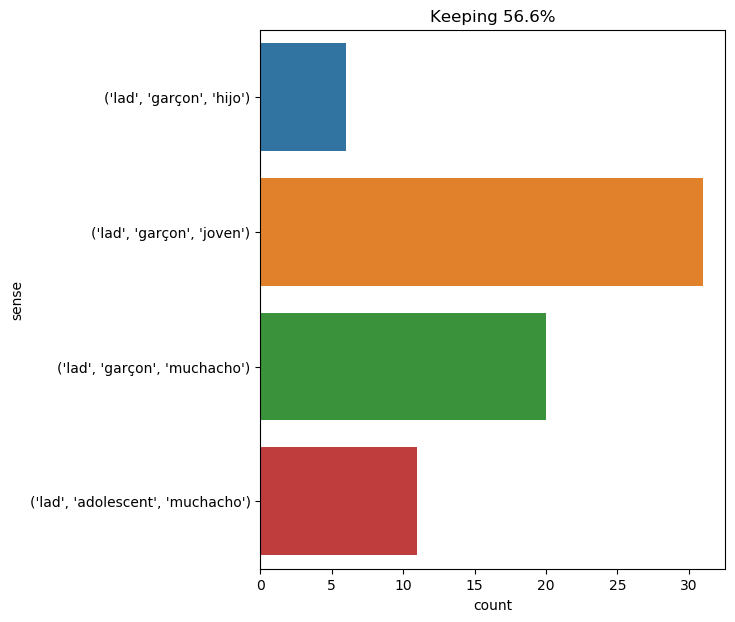 Keeping 56.6%
('lad', 'garçon', 'hijo')
('lad', 'garçon', 'joven')
('lad', 'garçon', 'muchacho')
('lad', 'adolescent', 'muchacho')
sense
0 5 10 15 20 25 30
count